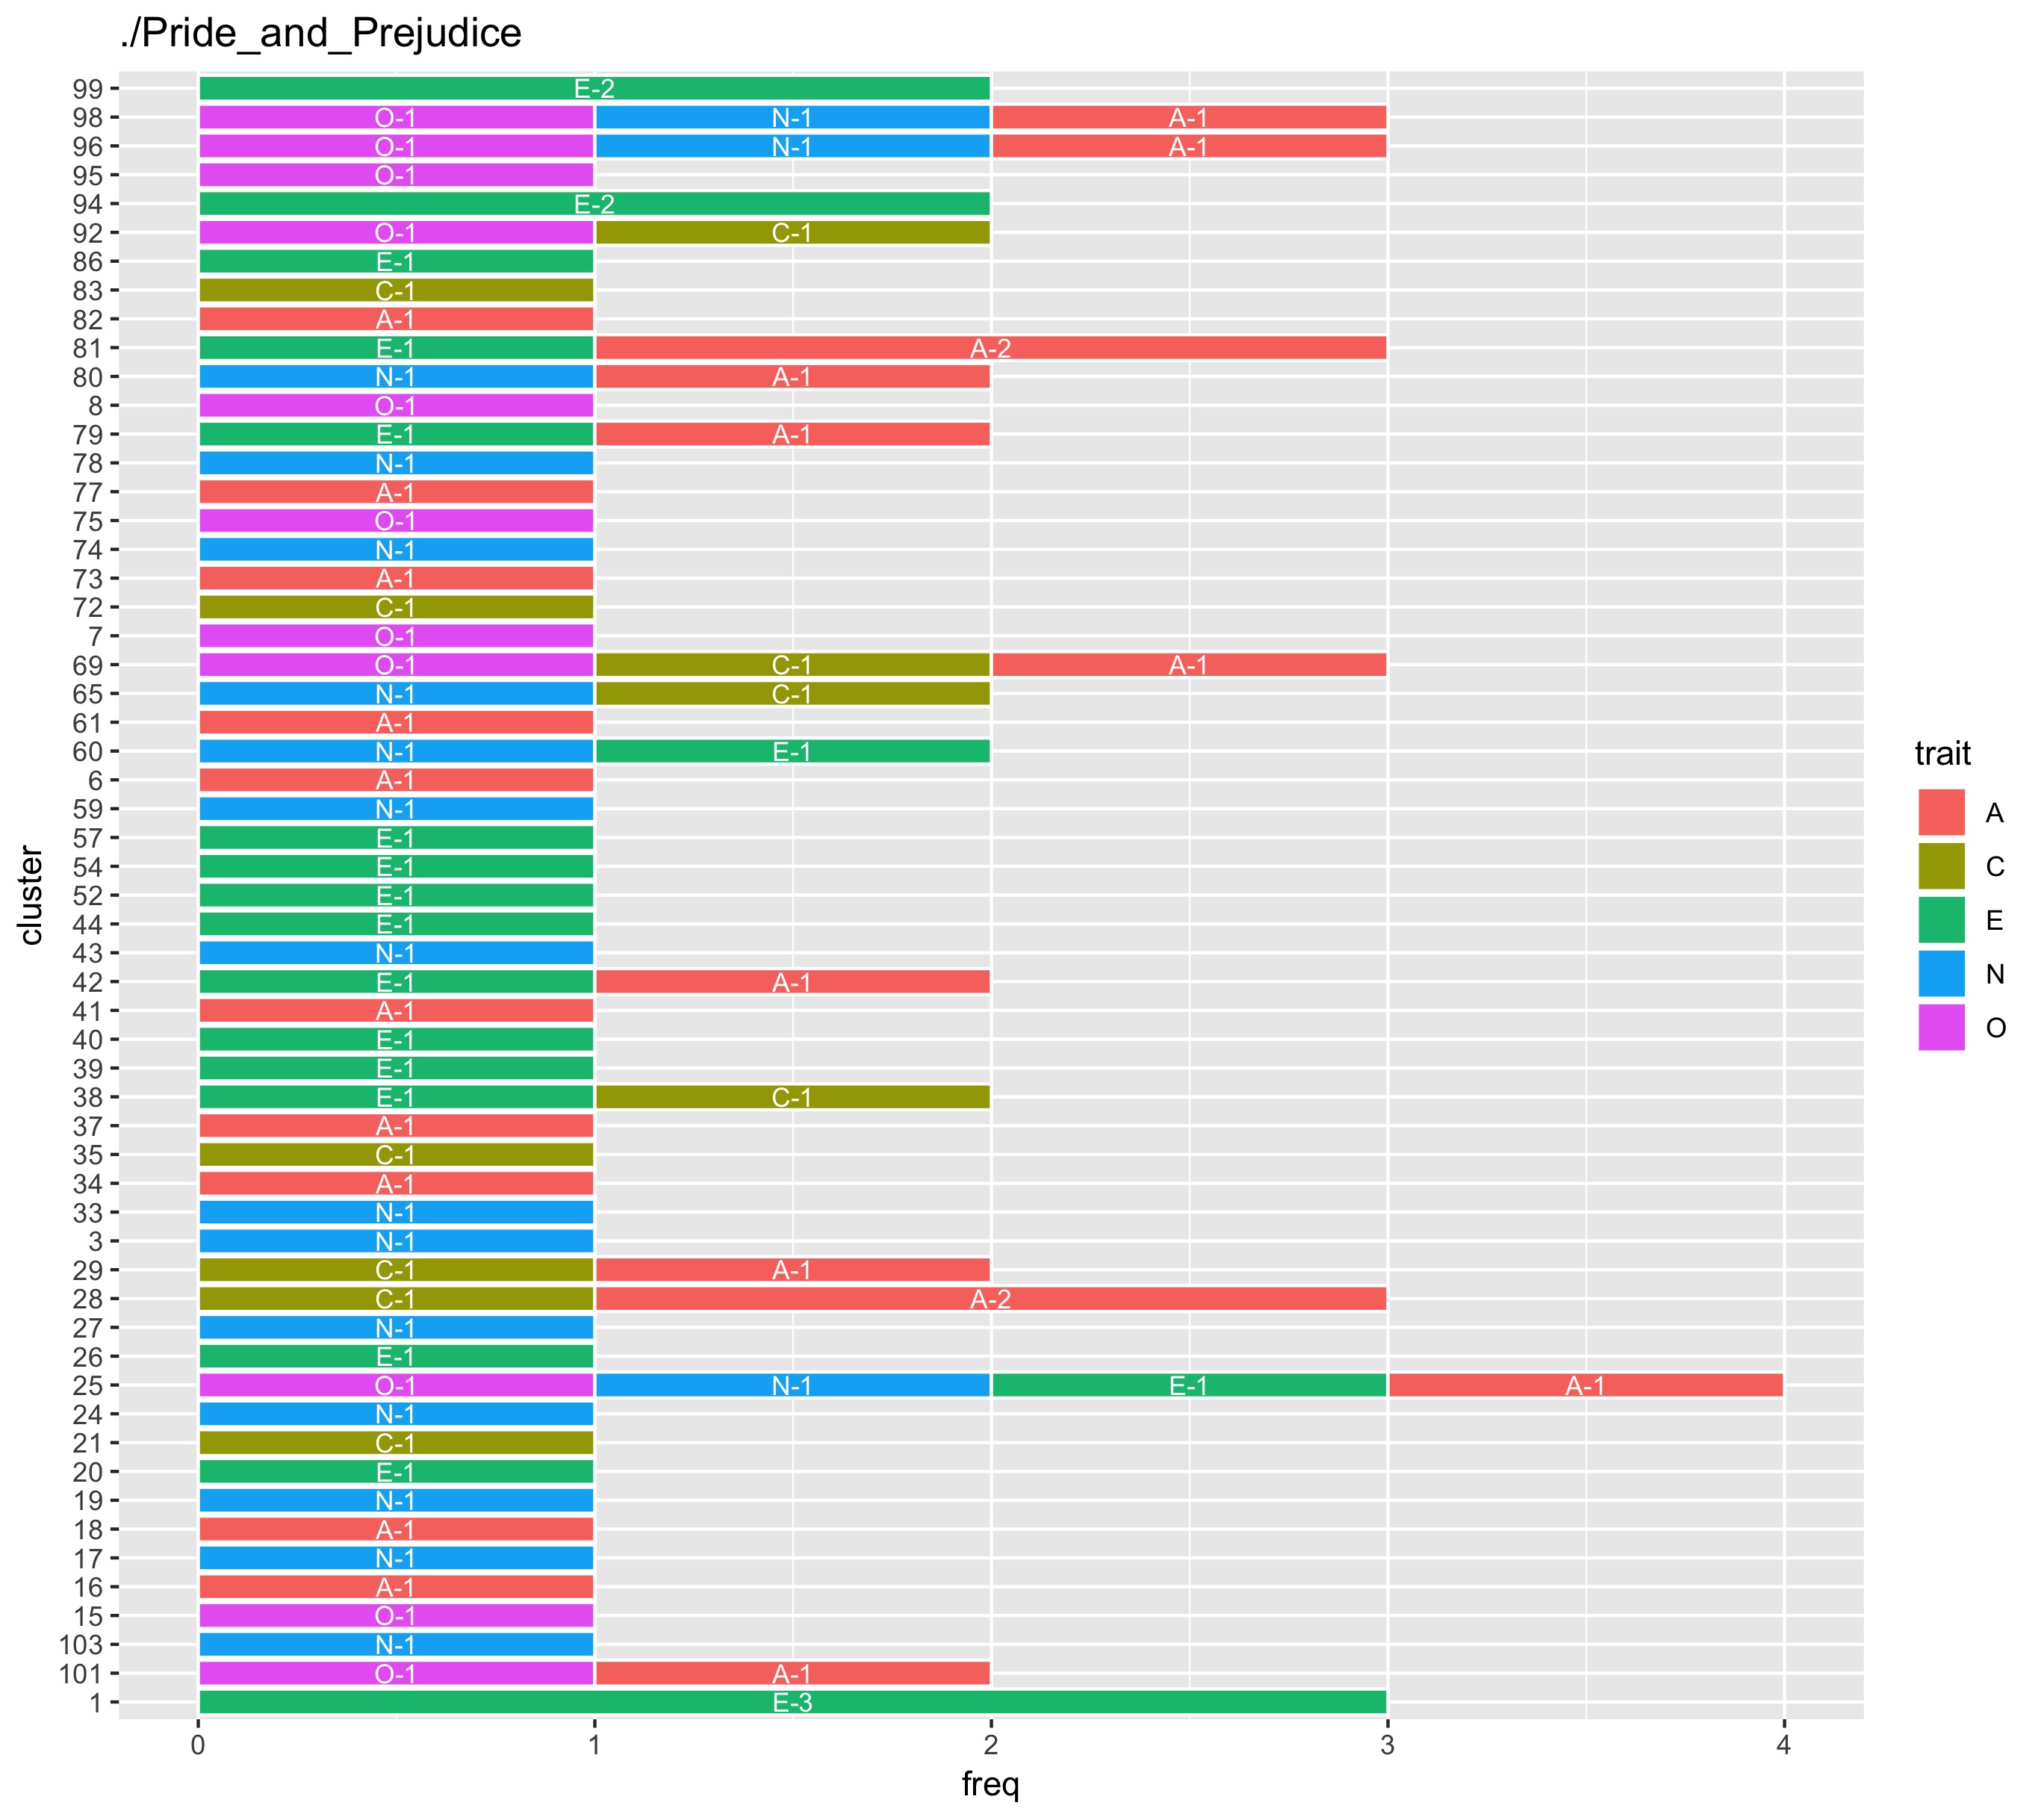 ./Pride_and_Prejudice
99 E-2
98 O-1 N-1 A-1
96 O-1 N-1 A-1
95 O-1
94 E-2
92 O-1 C-1
86 E-1
83 C-1
82 A-1
81 E-1 A-2
80 N-1 A-1
8 O-1
79 E-1 A-1
78 N-1
77 A-1
75 O-1
74 N-1
73 A-1
72 C-1
7 O-1
69 O-1 C-1 A-1
65 N-1 C-1
61 A-1
60 N-1 E-1
6 A-1
59 N-1
57 E-1
54 E-1
52 E-1
44 E-1
43 N-1
42 E-1 A-1
41 A-1
40 E-1
39 E-1
38 E-1 C-1
37 A-1
35 C-1
34 A-1
33 N-1
3 N-1
29 C-1 A-1
28 C-1 A-2
27 N-1
26 E-1
25 O-1 N-1 E-1 A-1
24 N-1
21 C-1
20 E-1
19 N-1
18 A-1
17 N-1
16 A-1
15 O-1
103 N-1
101 O-1 A-1
1 E-3
0 1 2 3 4
freq
cluster
trait
A
C
E
N
O